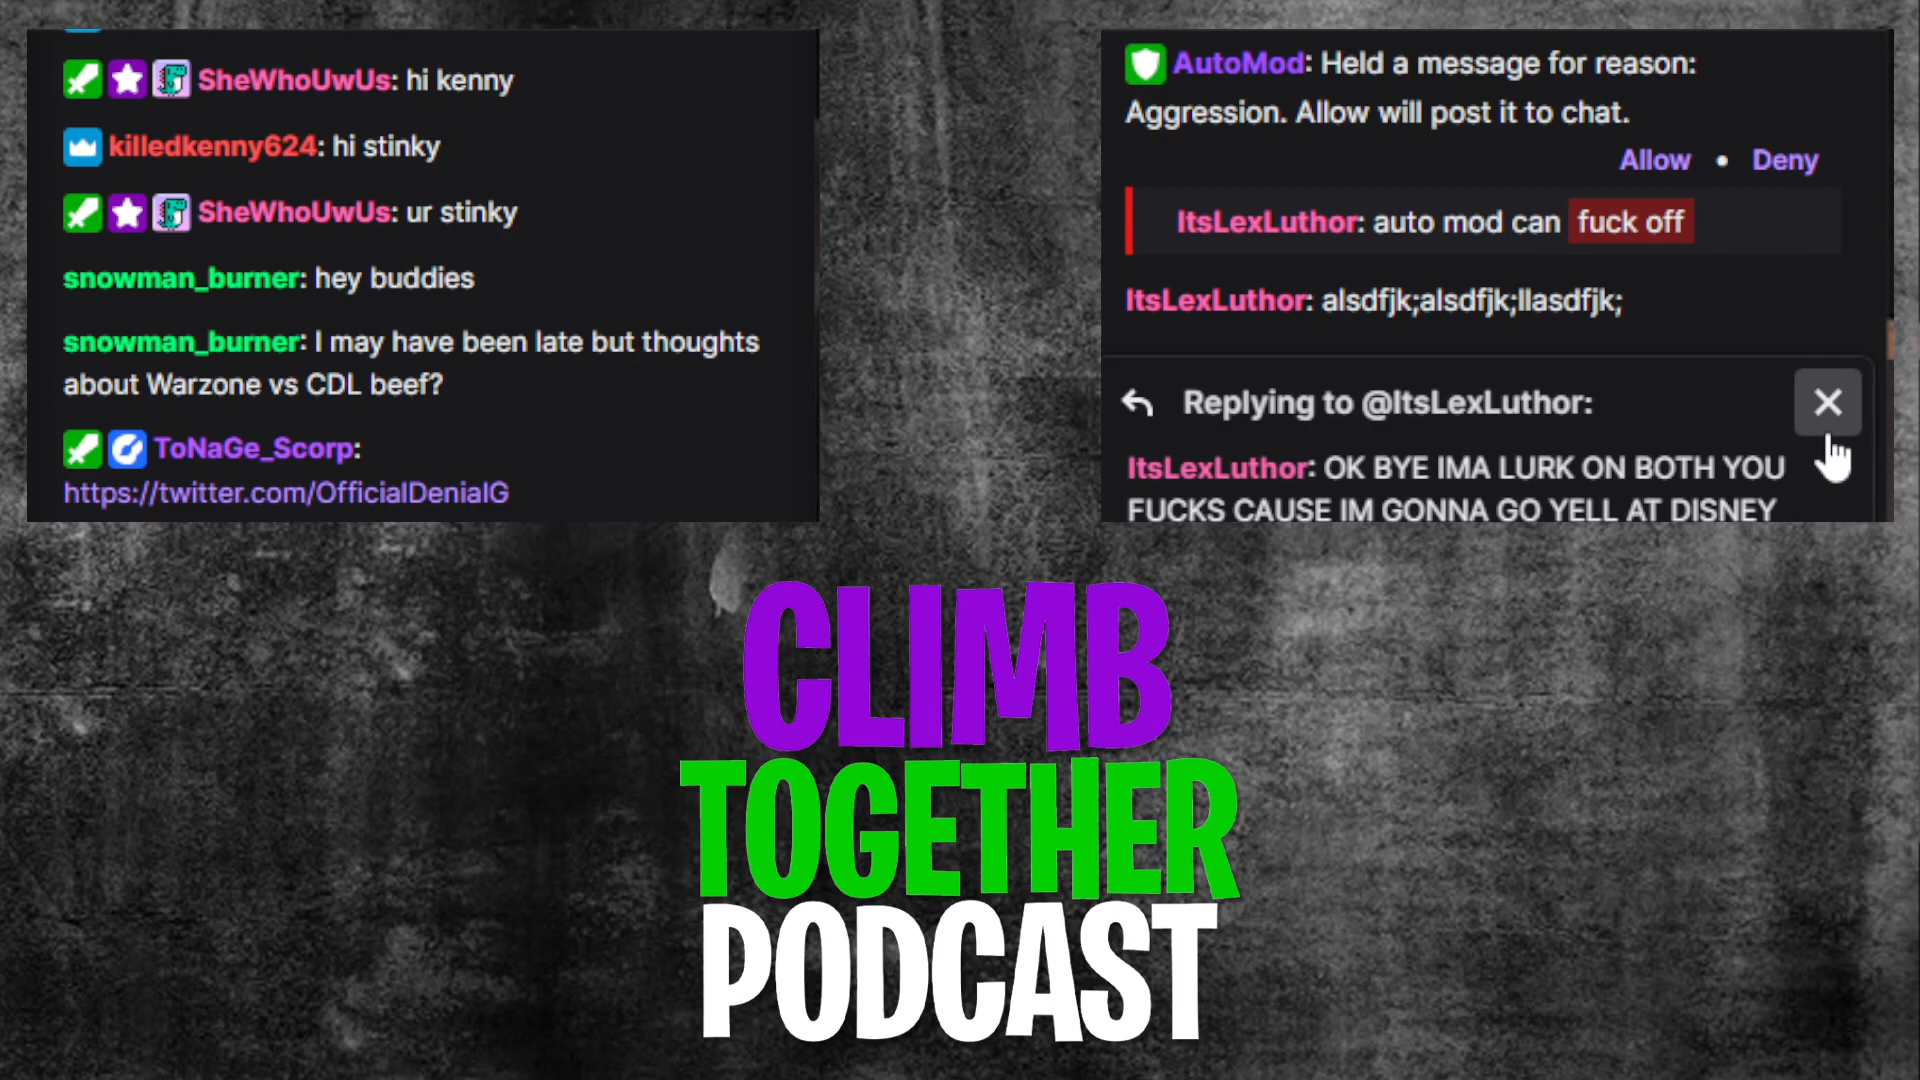 SheWhoUwUs: hi kenny
killedkenny624: hi stinky
SheWhoUwUs: ur stinky
snowman_burner: hey buddies
snowman_burner: I may have been late but thoughts
about Warzone vs CDL beef?
ToNaGe_Scorp:
https://twitter.com/OfficialDenialG
AutoMod: Held a message for reason:
Aggression. Allow will post it to chat.
Allow • Deny
ItsLexLuthor: auto mod can fuck off
ItsLexLuthor: alsdfjk;alsdfjk;llasdfjk;
Replying to @ItsLexLuthor:
ItsLexLuthor: OK BYE IMA LURK ON BOTH YOU
FUCKS CAUSE IM GONNA GO YELL AT DISNEY
CLIMB
TOGETHER
PODCAST